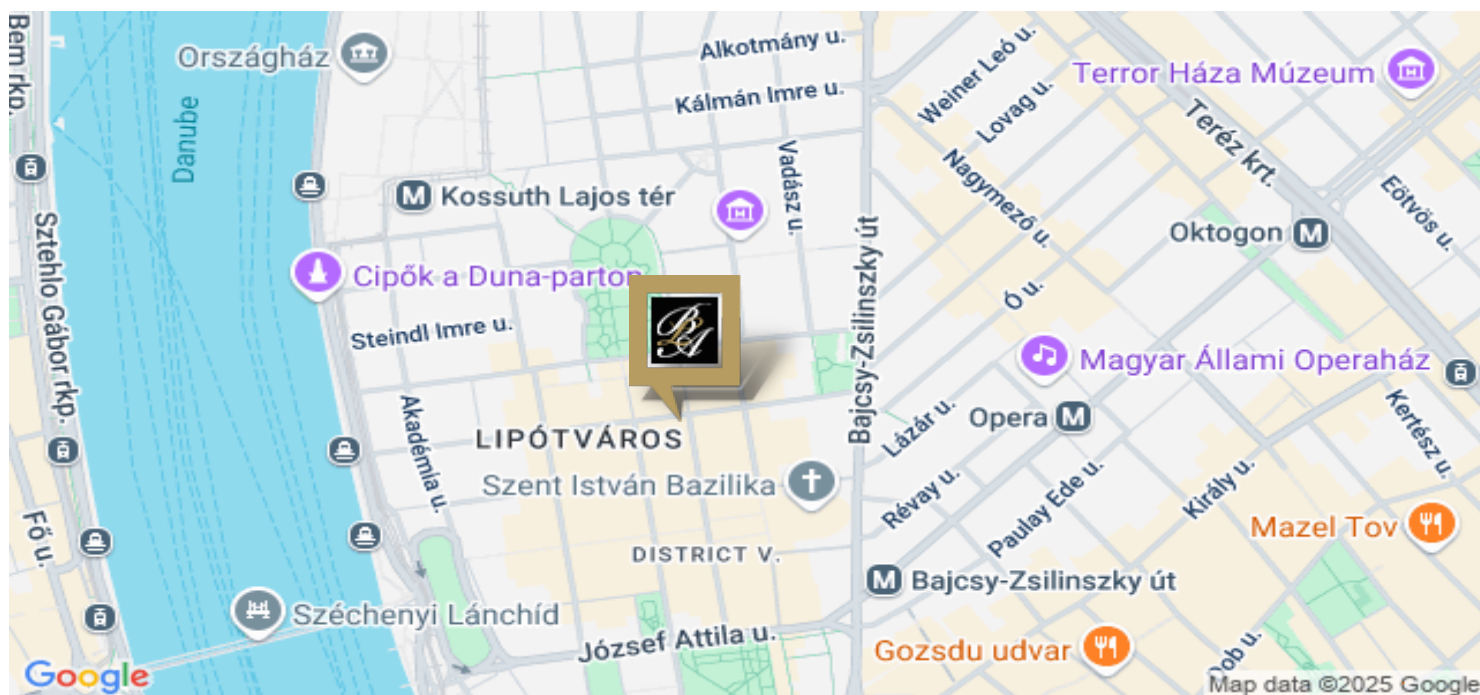 Bem rkp.
Országház
Alkotmány u.
Kálmán Imre u.
Weiner Leó u.
Lovag u.
Terror Háza Múzeum
Teréz krt.
Danube
Vadász u.
Nagymező u.
Eötvös u.
M Kossuth Lajos tér
Oktogon M
Sztehlo Gábor rkp.
Cipők a Duna-parton
Bajcsy-Zsilinszky út
Ó u.
Steindl Imre u.
BLA
Magyar Állami Operaház
Akadémia u.
LIPÓTVÁROS
Lázár u.
Opera M
Kertész u.
Szent István Bazilika
Révay u.
Paulay Ede u.
Király u.
Fő u.
Mazel Tov
DISTRICT V.
M Bajcsy-Zsilinszky út
Széchenyi Lánchíd
József Attila u.
Gozsdu udvar
Dob u.
Google
Map data ©2025 Google